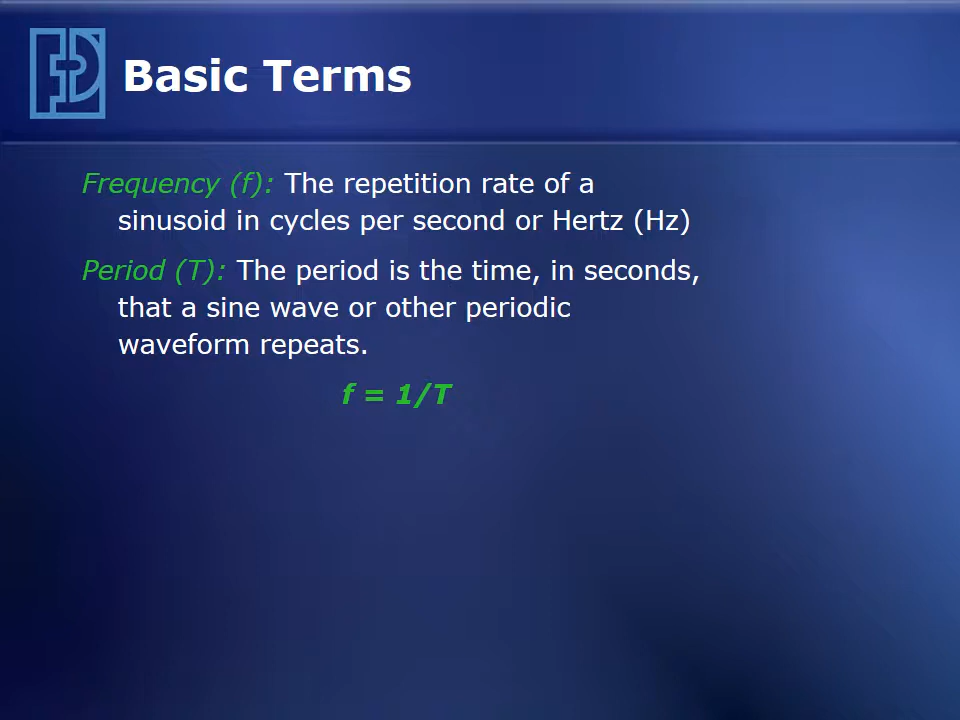 Basic Terms
Frequency (f): The repetition rate of a
sinusoid in cycles per second or Hertz (Hz)
Period (T): The period is the time, in seconds,
that a sine wave or other periodic
waveform repeats.
f = 1/T